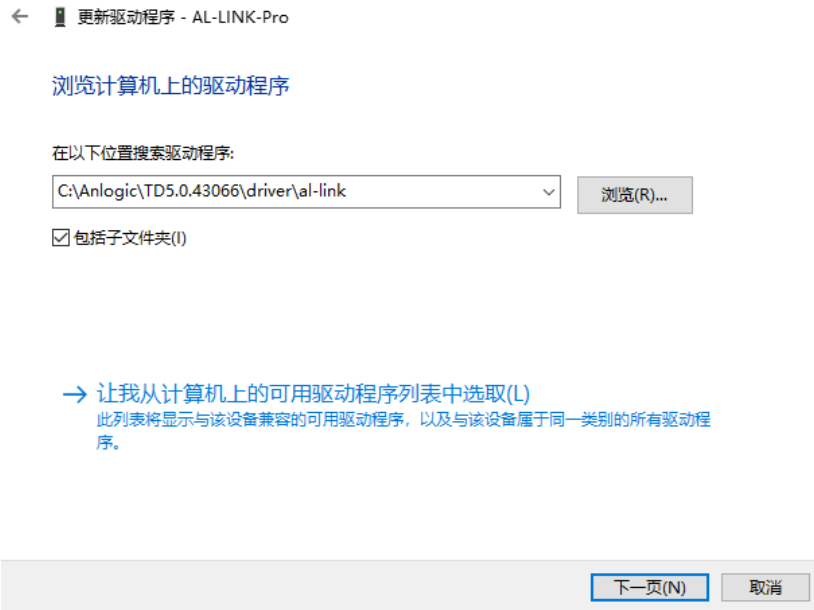 更新驱动程序 - AL-LINK-Pro
浏览计算机上的驱动程序
在以下位置搜索驱动程序:
C:\Anlogic\TD5.0.43066\driver\al-link
浏览(R)...
包括子文件夹(I)
让我从计算机上的可用驱动程序列表中选取(L)
此列表将显示与该设备兼容的可用驱动程序，以及与该设备属于同一类别的所有驱动程
序。
下一页(N)
取消